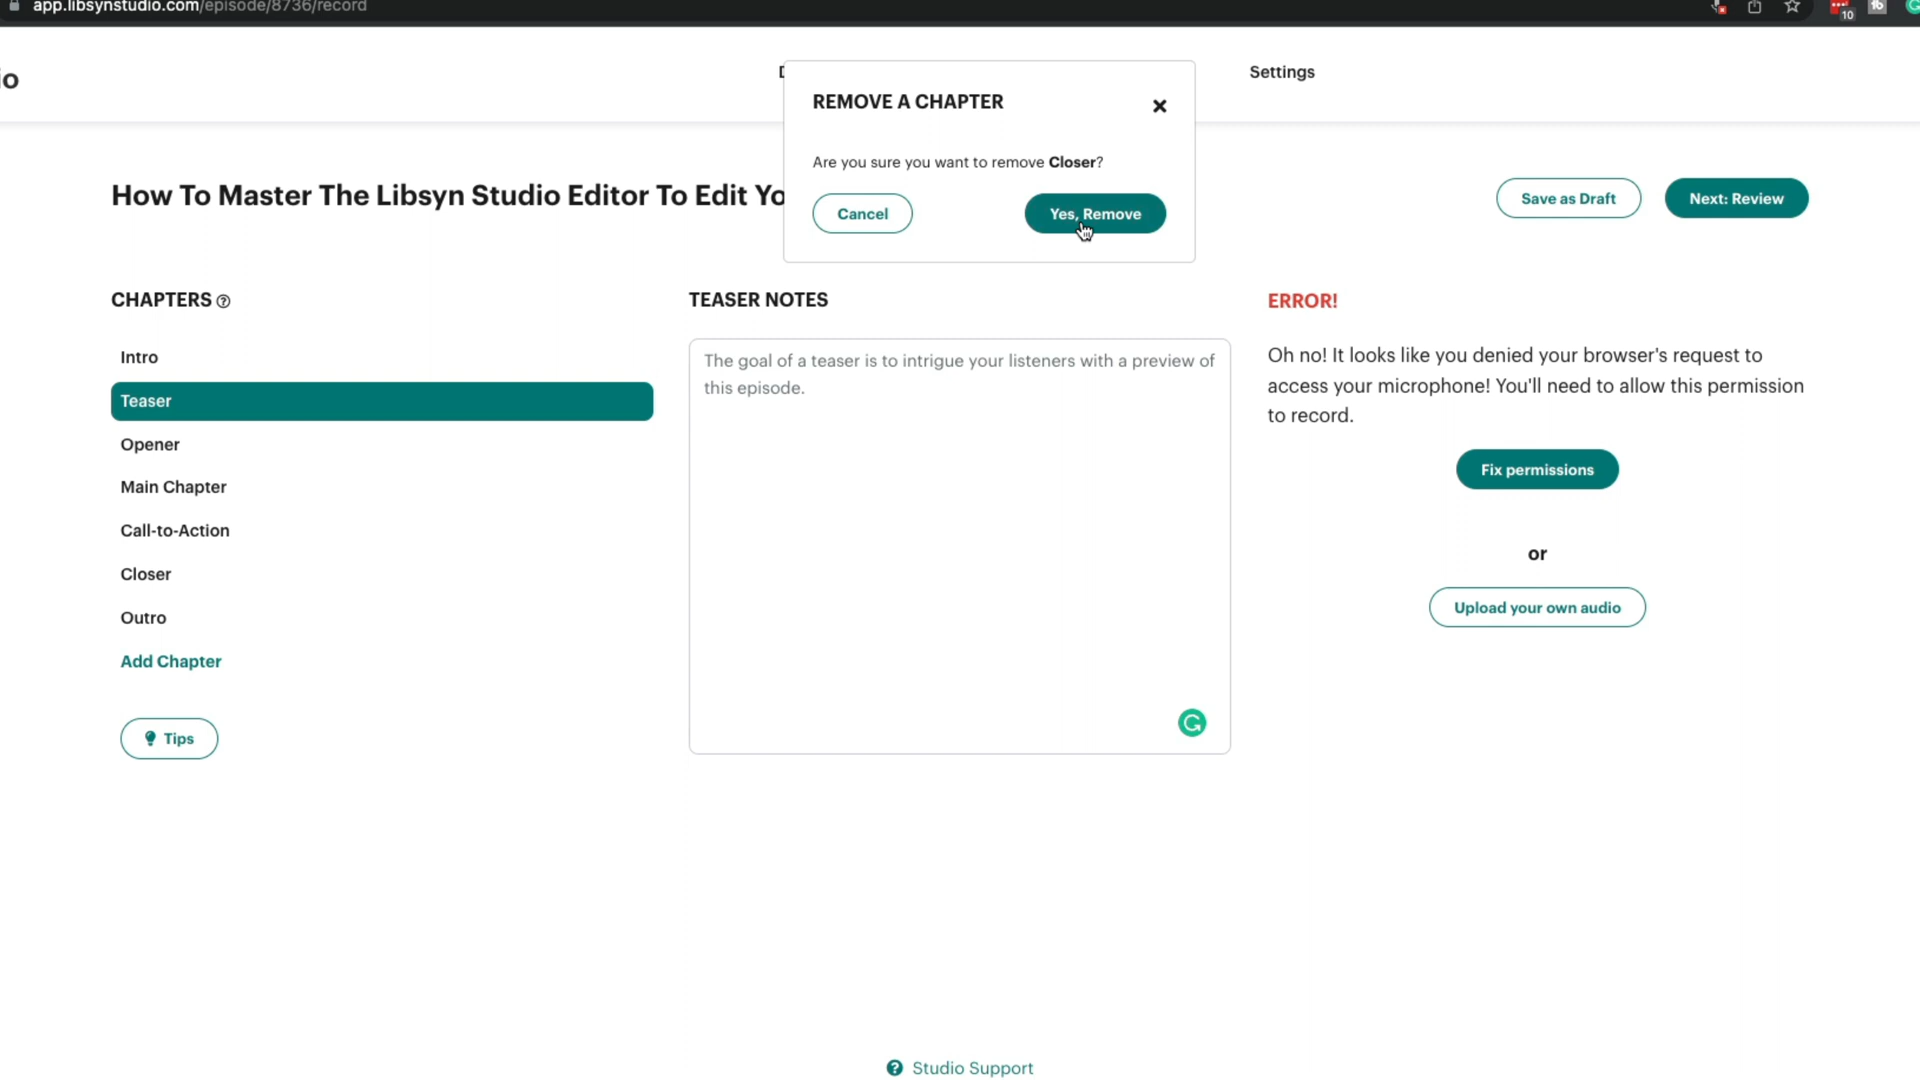 app.libsynstudio.com/episode/8736/record
10
io
Settings
REMOVE A CHAPTER
Are you sure you want to remove Closer?
Cancel
Yes, Remove
How To Master The Libsyn Studio Editor To Edit Yo
Save as Draft
Next: Review
CHAPTERS
Intro
Teaser
Opener
Main Chapter
Call-to-Action
Closer
Outro
Add Chapter
Tips
TEASER NOTES
The goal of a teaser is to intrigue your listeners with a preview of
this episode.
ERROR!
Oh no! It looks like you denied your browser's request to
access your microphone! You'll need to allow this permission
to record.
Fix permissions
or
Upload your own audio
Studio Support